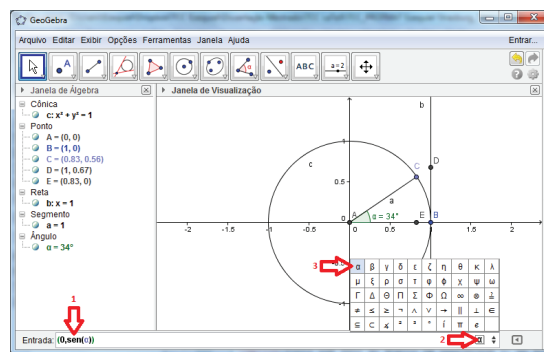 GeoGebra
Arquivo Editar Exibir Opções Ferramentas Janela Ajuda
Entrar...
A
ABC
a = 2
Janela de Álgebra
Janela de Visualização
Cônica
c: x² + y² = 1
Ponto
A = (0, 0)
B = (1, 0)
C = (0.83, 0.56)
D = (1, 0.67)
E = (0.83, 0)
Reta
b: x = 1
Segmento
a = 1
Ângulo
α = 34°
b
1
c
C
D
0.5
a
A
α = 34°
E
B
0
-2 -1.5 -1 -0.5 0 0.5 1 1.5 2
-1
3
α β γ δ ε ζ η θ κ λ
μ ξ ρ σ τ φ ϕ χ ψ ω
Γ Δ Θ Π Σ Φ Ω ∞ ⊗ ≟
≠ ≤ ≥ ¬ ∧ ∨ → ∥ ⊥ ∈
⊆ ⊂ ∡ ² ³ ° í π e
1
Entrada: (0,sen(α))
2
α